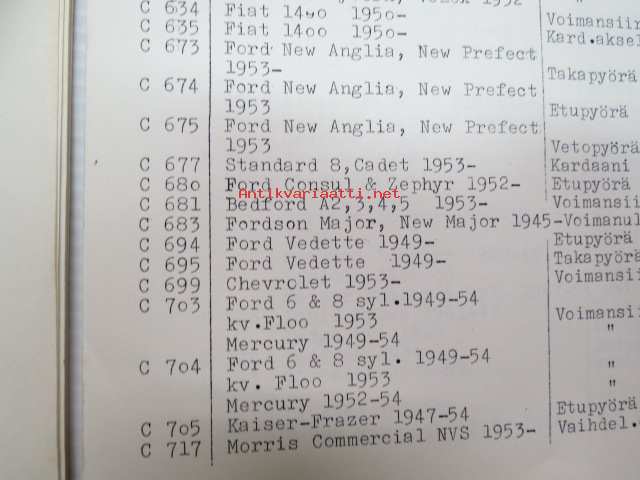 C 634 Fiat 1400 1950- "
C 635 Fiat 1400 1950- Voimansiir
C 673 Ford New Anglia, New Prefect Kard.aksel
1953-
C 674 Ford New Anglia, New Prefect Takapyörä
1953 Etupyörä
C 675 Ford New Anglia, New Prefect
1953 Vetopyörä
C 677 Standard 8,Cadet 1953- Kardaani
C 680 Ford Consul & Zephyr 1952- Etupyörä
Antikvariaatti.net
C 681 Bedford A2,3,4,5 1953- Voimansii
C 683 Fordson Major, New Major 1945-Voimanul
C 694 Ford Vedette 1949- Etupyörä
C 695 Ford Vedette 1949- Takapyörä
C 699 Chevrolet 1953- Voimansii
C 703 Ford 6 & 8 syl.1949-54 Voimansii
kv.Floo 1953 "
Mercury 1949-54
C 704 Ford 6 & 8 syl. 1949-54 "
kv. Floo 1953 "
Mercury 1952-54
C 705 Kaiser-Frazer 1947-54 Etupyörä
C 717 Morris Commercial NVS 1953- Vaihdel.